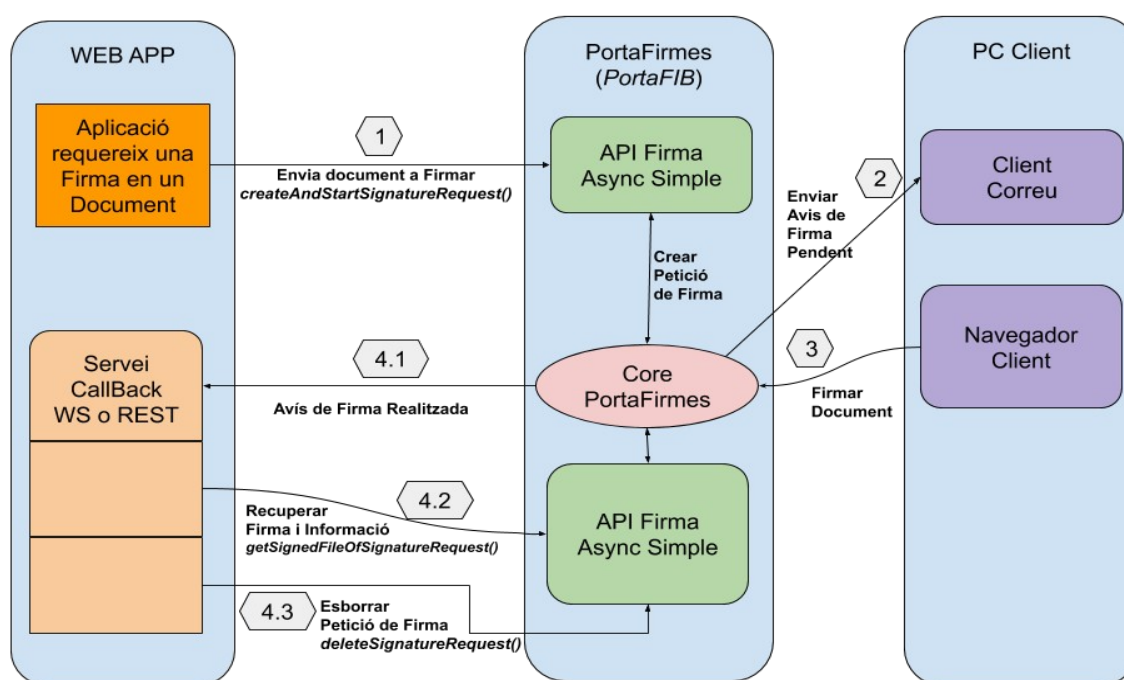 WEB APP
Aplicació
requereix una
Firma en un
Document
1
Envia document a Firmar
createAndStartSignatureRequest()
PortaFirmes
(PortaFIB)
API Firma
Async Simple
Crear
Petició
de Firma
PC Client
2
Enviar
Avis de
Firma
Pendent
Client
Correu
Navegador
Client
3
Firmar
Document
Core
PortaFirmes
4.1
Avís de Firma Realitzada
Servei
CallBack
WS o REST
4.2
Recuperar
Firma i Informació
getSignedFileOfSignatureRequest()
API Firma
Async Simple
4.3
Esborrar
Petició de Firma
deleteSignatureRequest()